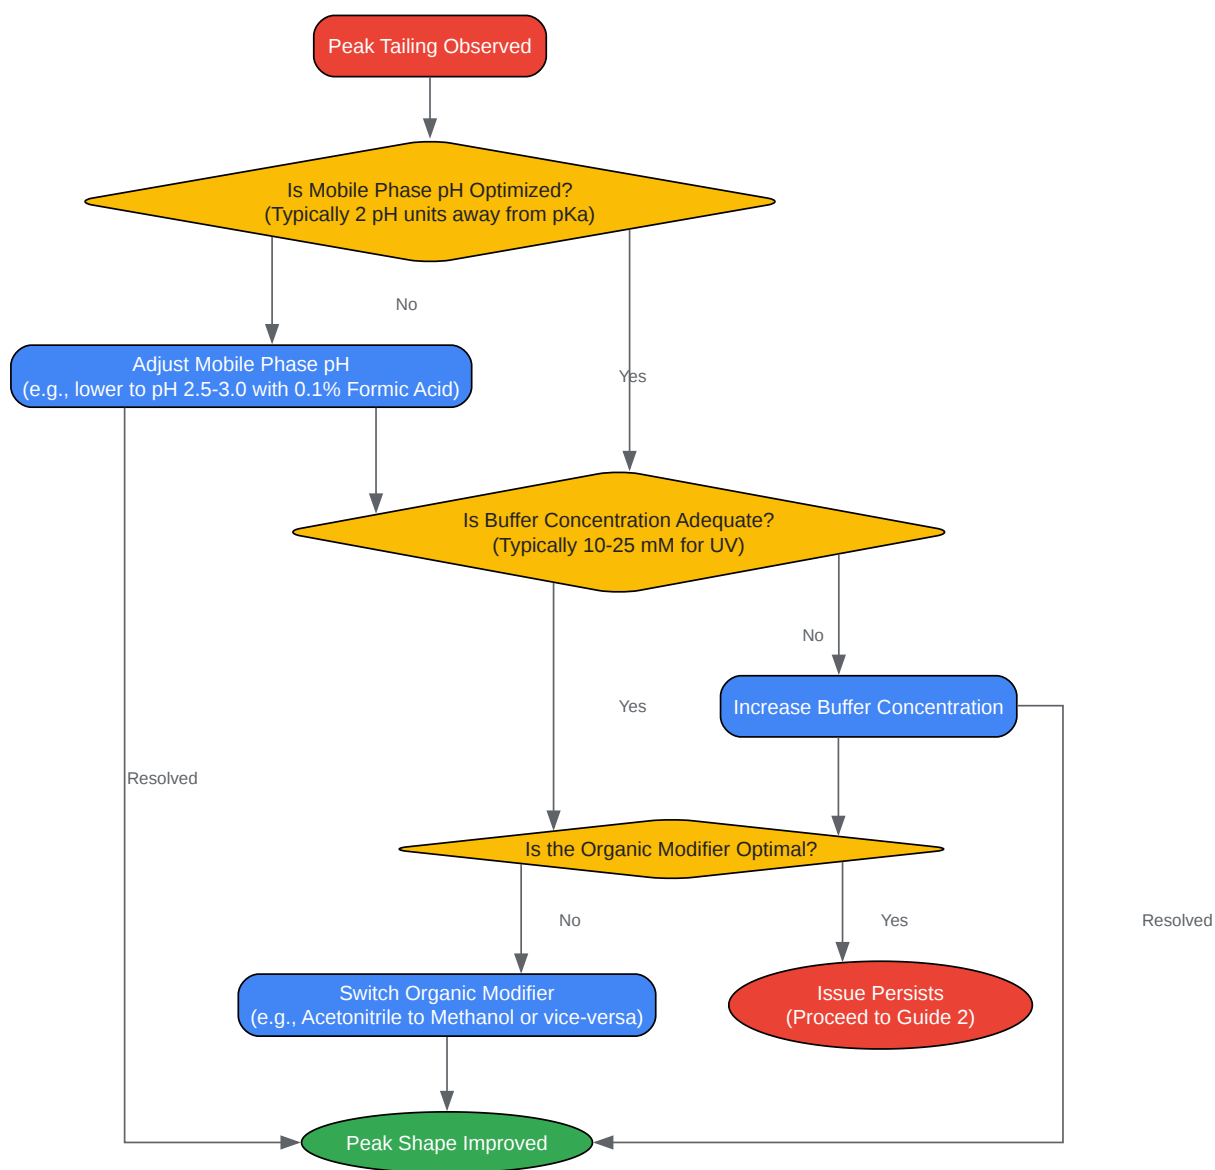 Peak Tailing Observed
Is Mobile Phase pH Optimized?
(Typically 2 pH units away from pKa)
No
Adjust Mobile Phase pH
(e.g., lower to pH 2.5-3.0 with 0.1% Formic Acid)
Yes
Is Buffer Concentration Adequate?
(Typically 10-25 mM for UV)
No
Yes
Increase Buffer Concentration
Resolved
Is the Organic Modifier Optimal?
No
Yes
Resolved
Switch Organic Modifier
(e.g., Acetonitrile to Methanol or vice-versa)
Issue Persists
(Proceed to Guide 2)
Peak Shape Improved